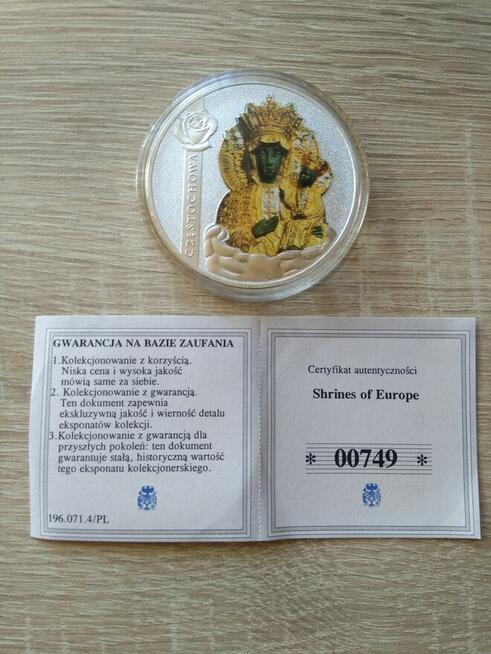 CZĘSTOCHOWA
GWARANCJA NA BAZIE ZAUFANIA
1.Kolekcjonowanie z korzyścią.
Niska cena i wysoka jakość
mówią same za siebie.
2. Kolekcjonowanie z gwarancją.
Ten dokument zapewnia
ekskluzywną jakość i wierność detalu
eksponatów kolekcji.
3.Kolekcjonowanie z gwarancją dla
przyszłych pokoleń: ten dokument
gwarantuje stałą, historyczną wartość
tego eksponatu kolekcjonerskiego.
196.071.4/PL
Certyfikat autentyczności
Shrines of Europe
* 00749 *